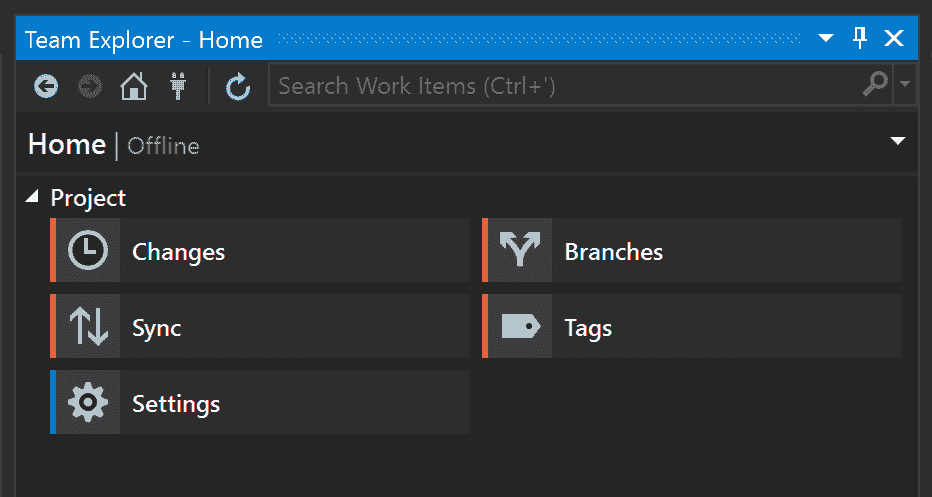 Team Explorer - Home
Search Work Items (Ctrl+')
Home | Offline
Project
Changes
Branches
Sync
Tags
Settings